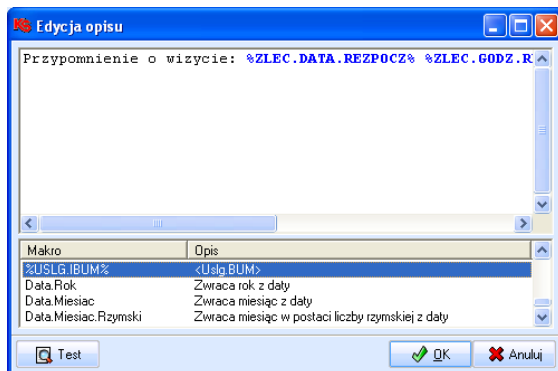 Edycja opisu
Przypomnienie o wizycie: %ZLEC.DATA.REZPOCZ% %ZLEC.GODZ.R
Makro Opis
%USLG.IBUM% <Uslg.BUM>
Data.Rok Zwraca rok z daty
Data.Miesiac Zwraca miesiąc z daty
Data.Miesiac.Rzymski Zwraca miesiąc w postaci liczby rzymskiej z daty
Test OK Anuluj